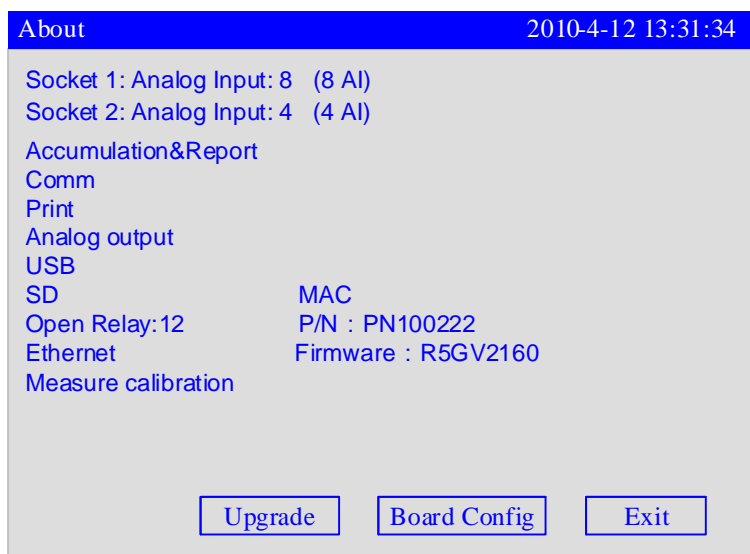 About 2010-4-12 13:31:34
Socket 1: Analog Input: 8 (8 AI)
Socket 2: Analog Input: 4 (4 AI)
Accumulation&Report
Comm
Print
Analog output
USB
SD MAC
Open Relay:12 P/N : PN100222
Ethernet Firmware : R5GV2160
Measure calibration
Upgrade Board Config Exit